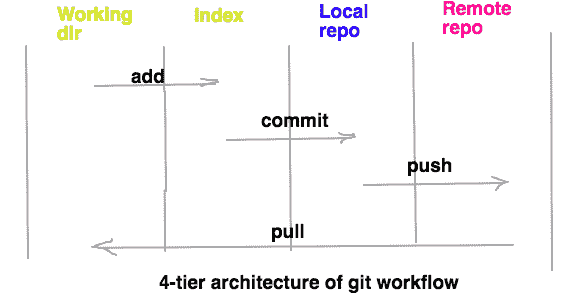 Working
dir
Index
Local
repo
Remote
repo
add
commit
push
pull
4-tier architecture of git workflow